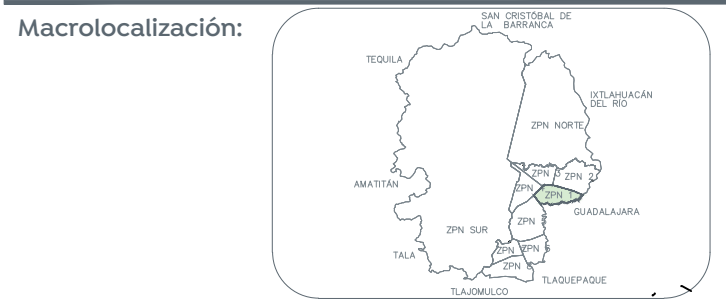 Macrolocalización:
SAN CRISTÓBAL DE
LA BARRANCA
TEQUILA
IXTLAHUACÁN
DEL RÍO
ZPN NORTE
ZPN 3
ZPN 2
AMATITÁN
ZPN
ZPN 1
GUADALAJARA
ZPN
ZPN SUR
ZPN
ZPN 6
TALA
ZPN
TLAQUEPAQUE
TLAJOMULCO